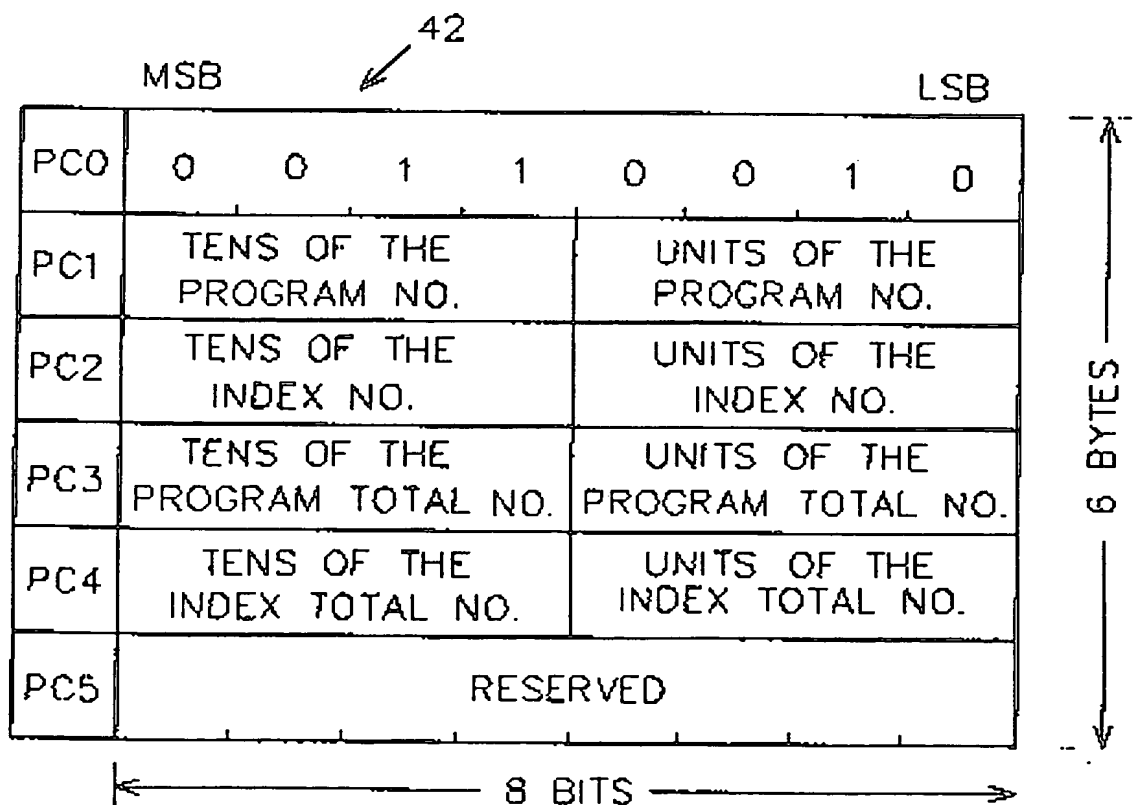 42
MSB LSB
PC0 0 0 1 1 0 0 1 0
PC1 TENS OF THE PROGRAM NO. UNITS OF THE PROGRAM NO.
PC2 TENS OF THE INDEX NO. UNITS OF THE INDEX NO.
PC3 TENS OF THE PROGRAM TOTAL NO. UNITS OF THE PROGRAM TOTAL NO.
PC4 TENS OF THE INDEX TOTAL NO. UNITS OF THE INDEX TOTAL NO.
PC5 RESERVED
6 BYTES
8 BITS